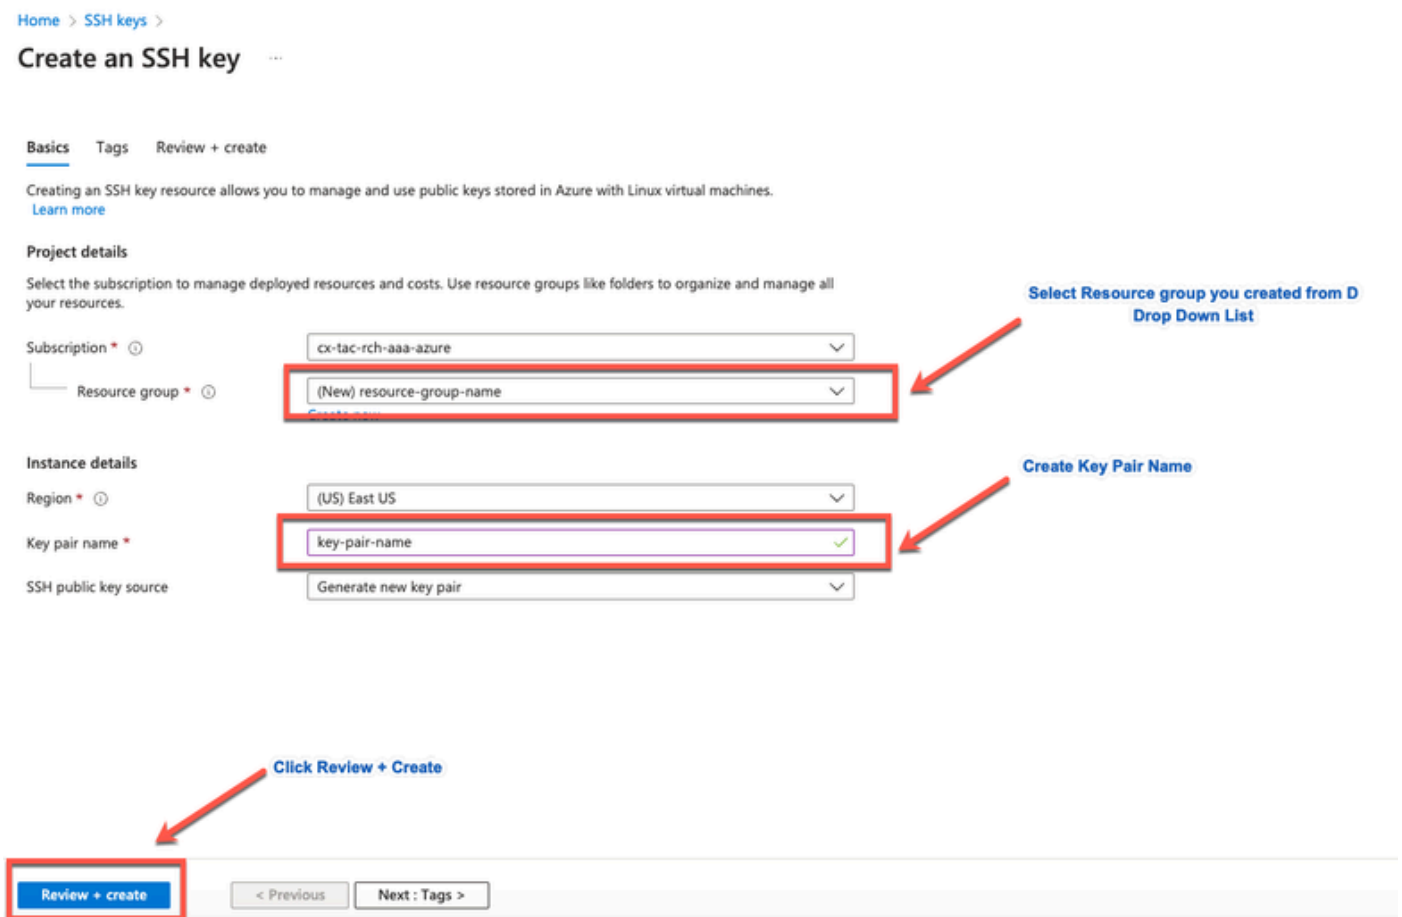 Home > SSH keys >
Create an SSH key ...
Basics Tags Review + create
Creating an SSH key resource allows you to manage and use public keys stored in Azure with Linux virtual machines.
Learn more
Project details
Select the subscription to manage deployed resources and costs. Use resource groups like folders to organize and manage all
your resources.
Select Resource group you created from D
Drop Down List
Subscription * cx-tac-rch-aaa-azure
Resource group * (New) resource-group-name
Create new
Instance details
Create Key Pair Name
Region * (US) East US
Key pair name * key-pair-name
SSH public key source Generate new key pair
Click Review + Create
Review + create < Previous Next : Tags >